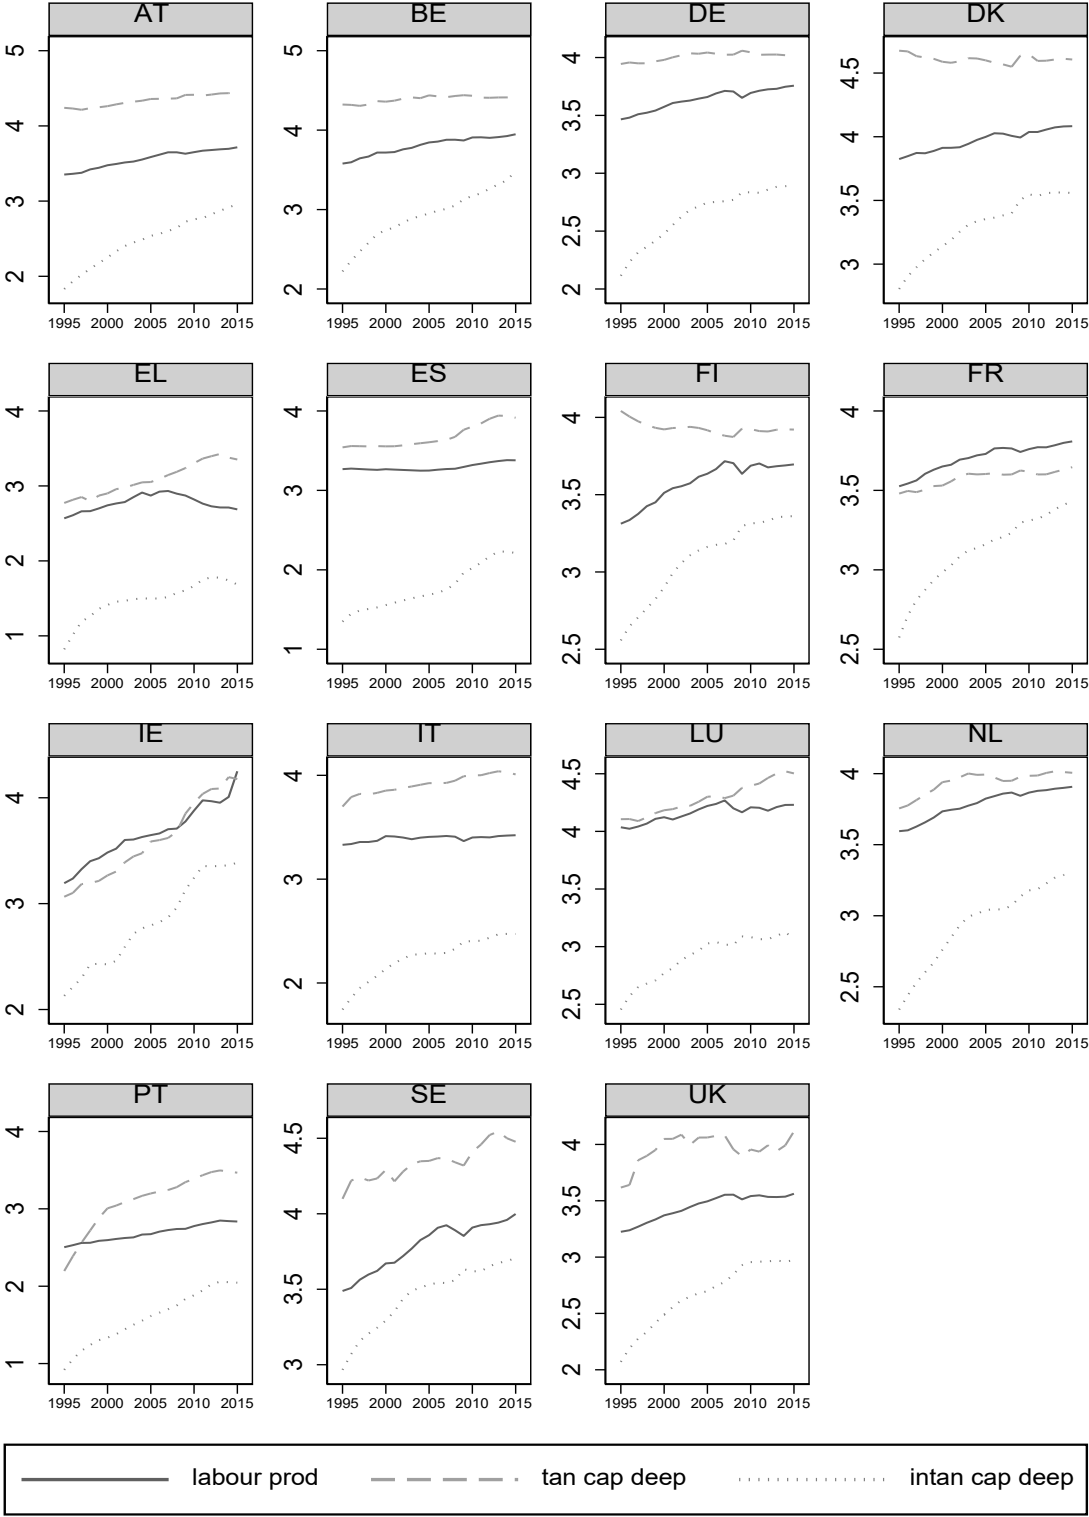 AT BE DE DK
5 4 3 2
5 4 3 2
4 3.5 3 2.5 2
4.5 4 3.5 3
1995 2000 2005 2010 2015 1995 2000 2005 2010 2015 1995 2000 2005 2010 2015 1995 2000 2005 2010 2015
EL ES FI FR
4 3 2 1
4 3 2 1
4 3.5 3 2.5
4 3.5 3 2.5
1995 2000 2005 2010 2015 1995 2000 2005 2010 2015 1995 2000 2005 2010 2015 1995 2000 2005 2010 2015
IE IT LU NL
4 3 2
4 3 2
4.5 4 3.5 3 2.5
4 3.5 3 2.5
1995 2000 2005 2010 2015 1995 2000 2005 2010 2015 1995 2000 2005 2010 2015 1995 2000 2005 2010 2015
PT SE UK
4 3 2 1
4.5 4 3.5 3
4 3.5 3 2.5 2
1995 2000 2005 2010 2015 1995 2000 2005 2010 2015 1995 2000 2005 2010 2015
labour prod tan cap deep intan cap deep